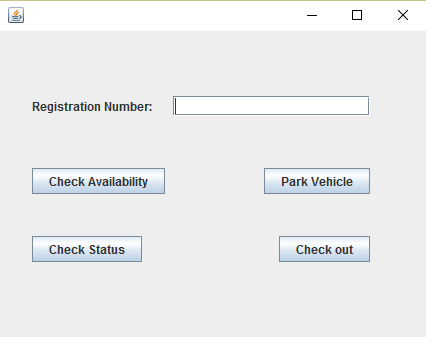 Registration Number:
Check Availability
Park Vehicle
Check Status
Check out